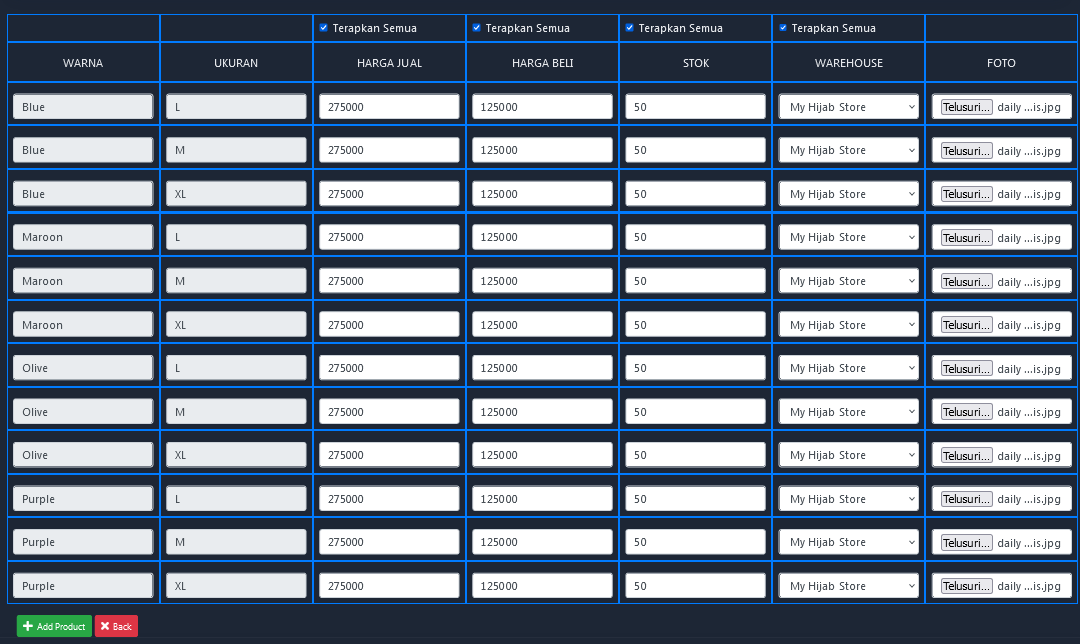 Terapkan Semua Terapkan Semua Terapkan Semua Terapkan Semua
WARNA UKURAN HARGA JUAL HARGA BELI STOK WAREHOUSE FOTO
Blue L 275000 125000 50 My Hijab Store Telusuri... daily ...is.jpg
Blue M 275000 125000 50 My Hijab Store Telusuri... daily ...is.jpg
Blue XL 275000 125000 50 My Hijab Store Telusuri... daily ...is.jpg
Maroon L 275000 125000 50 My Hijab Store Telusuri... daily ...is.jpg
Maroon M 275000 125000 50 My Hijab Store Telusuri... daily ...is.jpg
Maroon XL 275000 125000 50 My Hijab Store Telusuri... daily ...is.jpg
Olive L 275000 125000 50 My Hijab Store Telusuri... daily ...is.jpg
Olive M 275000 125000 50 My Hijab Store Telusuri... daily ...is.jpg
Olive XL 275000 125000 50 My Hijab Store Telusuri... daily ...is.jpg
Purple L 275000 125000 50 My Hijab Store Telusuri... daily ...is.jpg
Purple M 275000 125000 50 My Hijab Store Telusuri... daily ...is.jpg
Purple XL 275000 125000 50 My Hijab Store Telusuri... daily ...is.jpg
Add Product Back